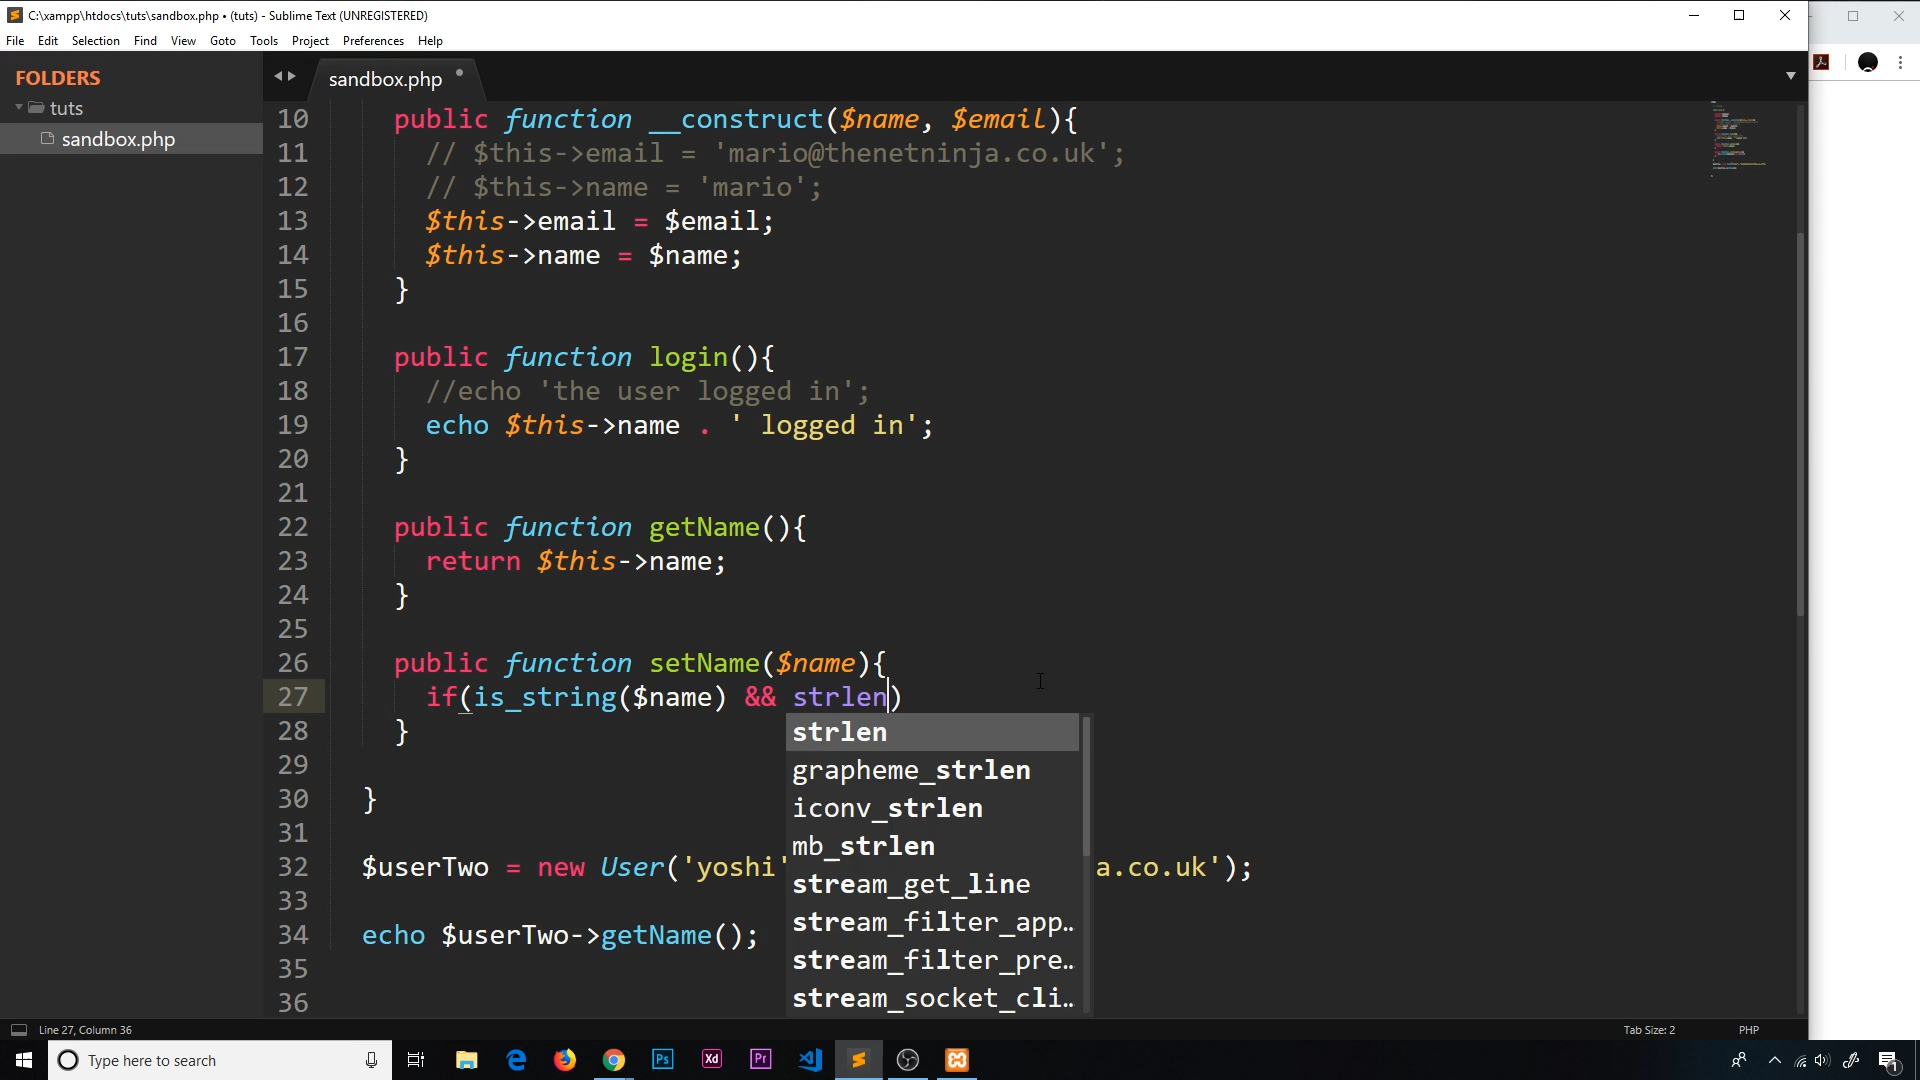 C:\xampp\htdocs\tuts\sandbox.php • (tuts) - Sublime Text (UNREGISTERED)
File Edit Selection Find View Goto Tools Project Preferences Help
FOLDERS
tuts
sandbox.php
sandbox.php
10 public function __construct($name, $email){
11 // $this->email = 'mario@thenetninja.co.uk';
12 // $this->name = 'mario';
13 $this->email = $email;
14 $this->name = $name;
15 }
16
17 public function login(){
18 //echo 'the user logged in';
19 echo $this->name . ' logged in';
20 }
21
22 public function getName(){
23 return $this->name;
24 }
25
26 public function setName($name){
27 if(is_string($name) && strlen)
28 }
29
30 }
31
32 $userTwo = new User('yoshi' a.co.uk');
33
34 echo $userTwo->getName();
35
36
strlen
grapheme_strlen
iconv_strlen
mb_strlen
stream_get_line
stream_filter_app…
stream_filter_pre…
stream_socket_cli…
Line 27, Column 36 Tab Size: 2 PHP
Type here to search
Ps Xd Pr
1